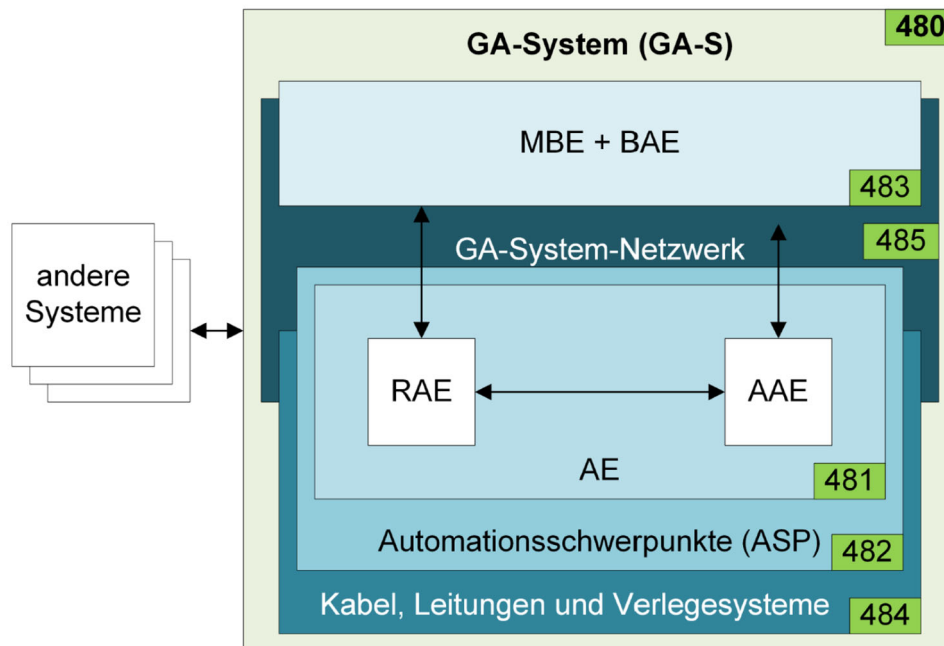 480
GA-System (GA-S)
MBE + BAE
483
485
GA-System-Netzwerk
andere
Systeme
RAE
AAE
AE
481
Automationsschwerpunkte (ASP)
482
Kabel, Leitungen und Verlegesysteme
484